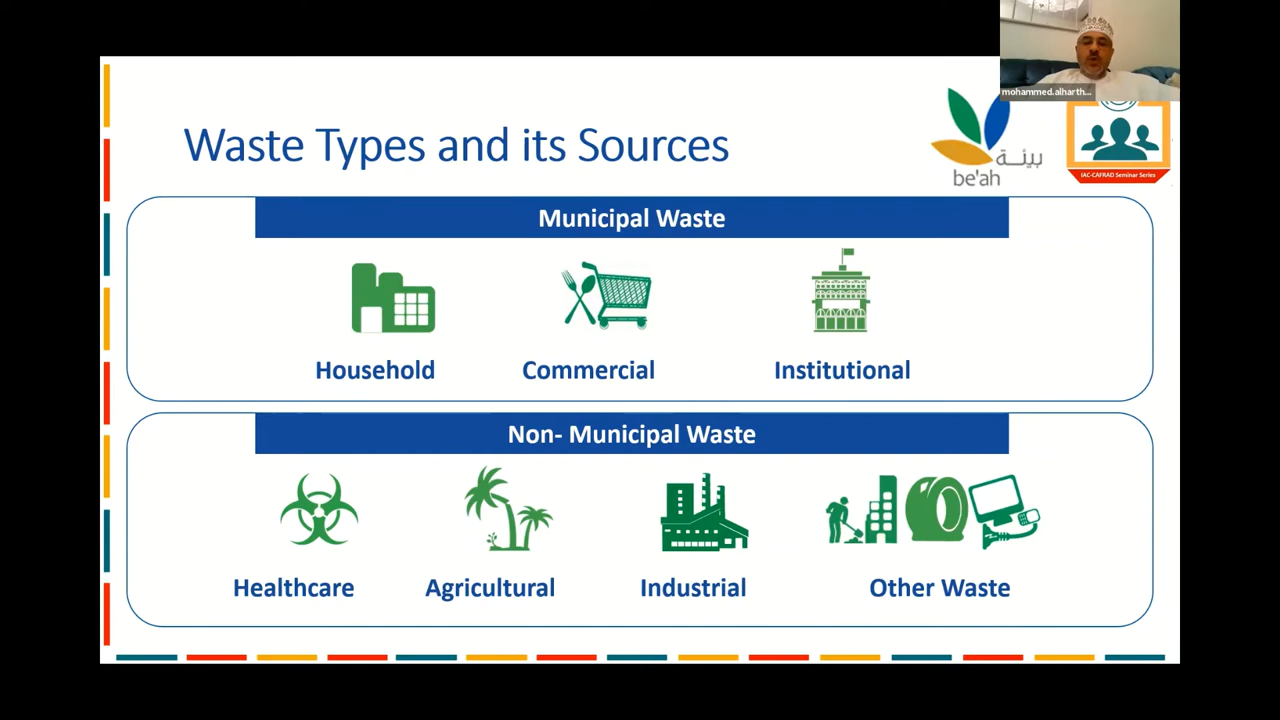 mohammed.alharth...
Waste Types and its Sources
بيئـة
be'ah
IAC-CAFRAD Seminar Series
Municipal Waste
Household
Commercial
Institutional
Non- Municipal Waste
Healthcare
Agricultural
Industrial
Other Waste